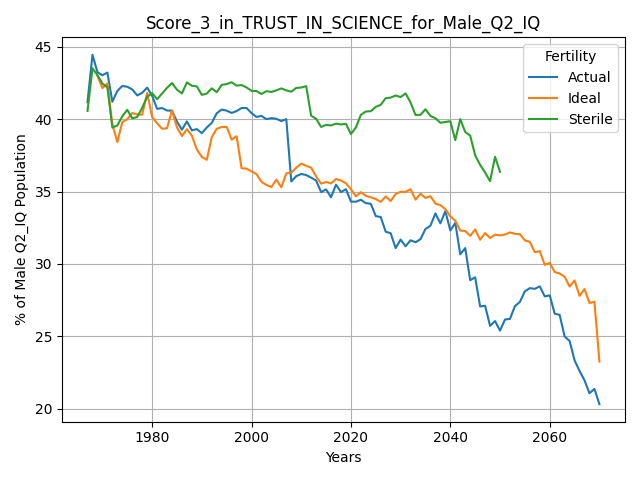 Score_3_in_TRUST_IN_SCIENCE_for_Male_Q2_IQ
% of Male Q2_IQ Population
45
40
35
30
25
20
Fertility
Actual
Ideal
Sterile
1980
2000
2020
2040
2060
Years